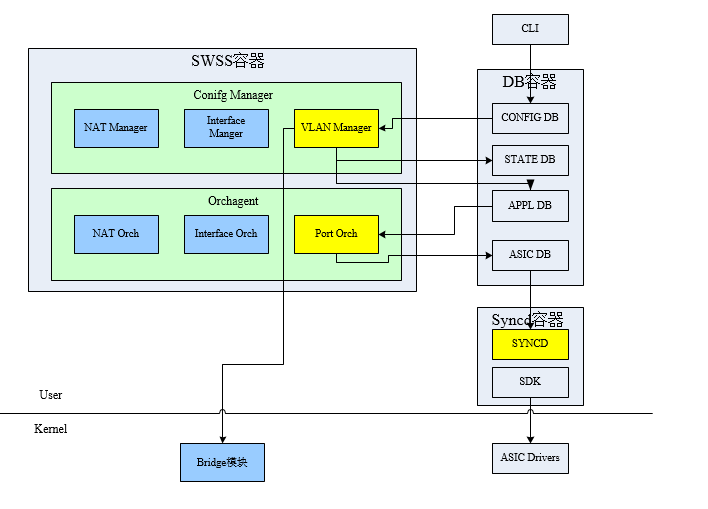 CLI
SWSS容器
DB容器
Conifg Manager
NAT Manager
Interface
Manger
VLAN Manager
CONFIG DB
STATE DB
Orchagent
APPL DB
NAT Orch
Interface Orch
Port Orch
ASIC DB
Syncd容器
SYNCD
SDK
User
Kernel
Bridge模块
ASIC Drivers